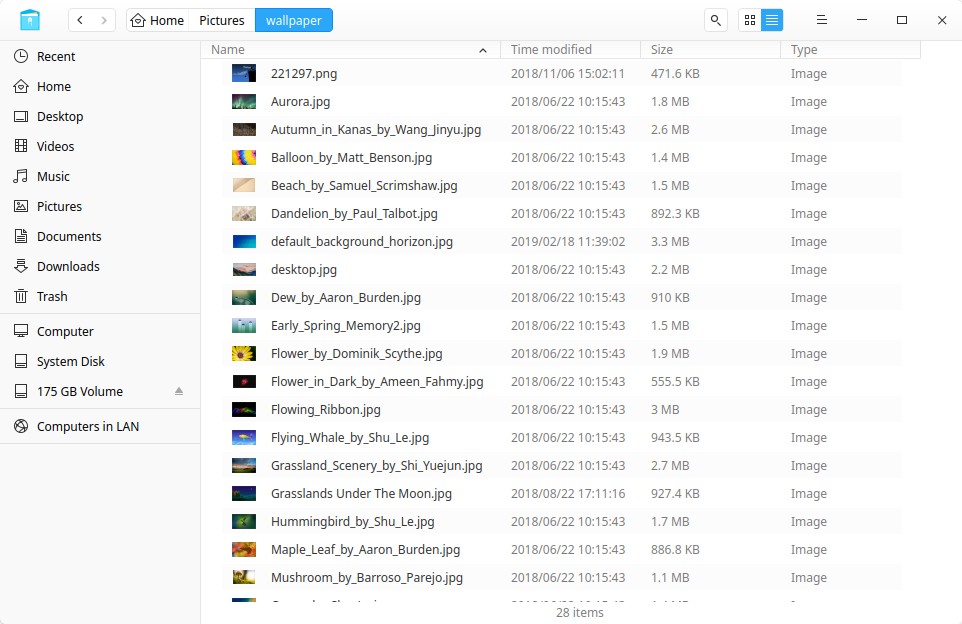 Home Pictures wallpaper
Name Time modified Size Type
Recent
Home
Desktop
Videos
Music
Pictures
Documents
Downloads
Trash
Computer
System Disk
175 GB Volume
Computers in LAN
221297.png 2018/11/06 15:02:11 471.6 KB Image
Aurora.jpg 2018/06/22 10:15:43 1.8 MB Image
Autumn_in_Kanas_by_Wang_Jinyu.jpg 2018/06/22 10:15:43 2.6 MB Image
Balloon_by_Matt_Benson.jpg 2018/06/22 10:15:43 1.4 MB Image
Beach_by_Samuel_Scrimshaw.jpg 2018/06/22 10:15:43 1.5 MB Image
Dandelion_by_Paul_Talbot.jpg 2018/06/22 10:15:43 892.3 KB Image
default_background_horizon.jpg 2019/02/18 11:39:02 3.3 MB Image
desktop.jpg 2018/06/22 10:15:43 2.2 MB Image
Dew_by_Aaron_Burden.jpg 2018/06/22 10:15:43 910 KB Image
Early_Spring_Memory2.jpg 2018/06/22 10:15:43 1.5 MB Image
Flower_by_Dominik_Scythe.jpg 2018/06/22 10:15:43 1.9 MB Image
Flower_in_Dark_by_Ameen_Fahmy.jpg 2018/06/22 10:15:43 555.5 KB Image
Flowing_Ribbon.jpg 2018/06/22 10:15:43 3 MB Image
Flying_Whale_by_Shu_Le.jpg 2018/06/22 10:15:43 943.5 KB Image
Grassland_Scenery_by_Shi_Yuejun.jpg 2018/06/22 10:15:43 2.7 MB Image
Grasslands Under The Moon.jpg 2018/08/22 17:11:16 927.4 KB Image
Hummingbird_by_Shu_Le.jpg 2018/06/22 10:15:43 1.7 MB Image
Maple_Leaf_by_Aaron_Burden.jpg 2018/06/22 10:15:43 886.8 KB Image
Mushroom_by_Barroso_Parejo.jpg 2018/06/22 10:15:43 1.1 MB Image
28 items